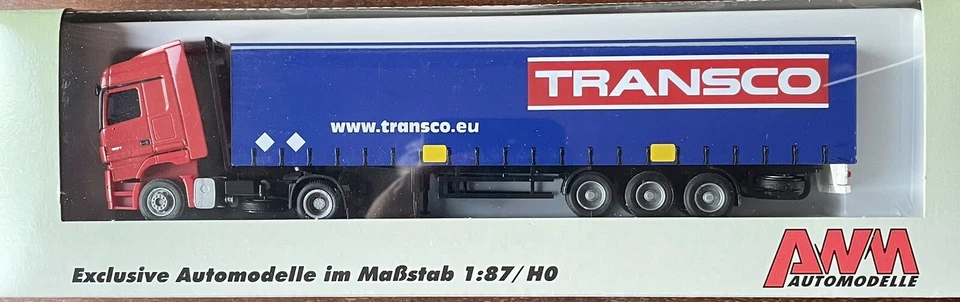 TRANSCO
www.transco.eu
Exclusive Automodelle im Maßstab 1:87/H0
AWM
AUTOMODELLE